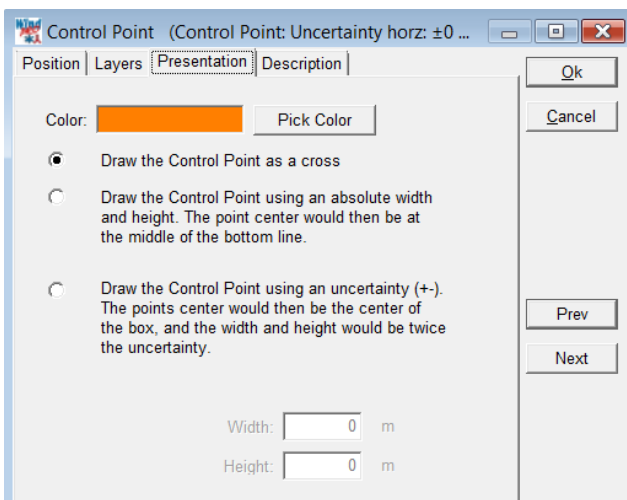 Control Point (Control Point: Uncertainty horz: ±0 ...
Position Layers Presentation Description
Ok
Color: Pick Color
Cancel
Draw the Control Point as a cross
Draw the Control Point using an absolute width
and height. The point center would then be at
the middle of the bottom line.
Draw the Control Point using an uncertainty (+-).
The points center would then be the center of
the box, and the width and height would be twice
the uncertainty.
Prev
Next
Width: 0 m
Height: 0 m